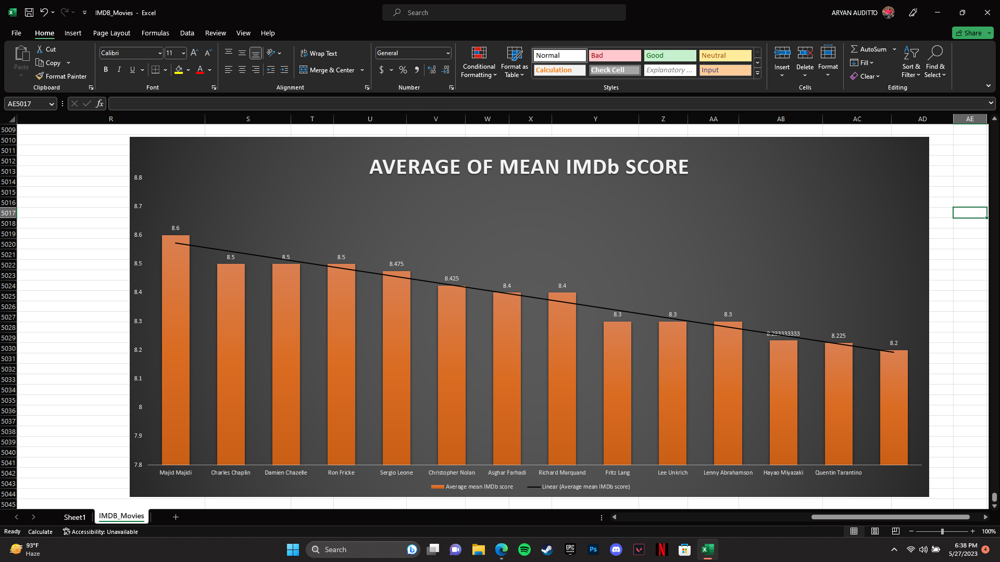 IMDB_Movies - Excel
Search
ARYAN AUDITTO
File Home Insert Page Layout Formulas Data Review View Help
Share
Paste
Cut
Copy
Format Painter
Clipboard
Calibri 11
B I U
Font
Wrap Text
Merge & Center
Alignment
General
$ % ,
Number
Conditional Formatting
Format as Table
Normal Bad Good Neutral
Calculation Check Cell Explanatory ... Input
Styles
Insert Delete Format
Cells
AutoSum
Fill
Clear
Sort & Filter
Find & Select
Editing
AE5017
fx
R S T U V W X Y Z AA AB AC AD AE
5009
5010
5011
5012
5013
5014
5015
5016
5017
5018
5019
5020
5021
5022
5023
5024
5025
5026
5027
5028
5029
5030
5031
5032
5033
5034
5035
5036
5037
5038
5039
5040
5041
5042
5043
5044
5045
AVERAGE OF MEAN IMDb SCORE
8.8
8.7
8.6
8.5
8.4
8.3
8.2
8.1
8
7.9
7.8
8.6 8.5 8.5 8.5 8.475 8.425 8.4 8.4 8.3 8.3 8.3 8.233333333 8.225 8.2
Majid Majidi Charles Chaplin Damien Chazelle Ron Fricke Sergio Leone Christopher Nolan Asghar Farhadi Richard Marquand Fritz Lang Lee Unkrich Lenny Abrahamson Hayao Miyazaki Quentin Tarantino
Average mean IMDb score Linear (Average mean IMDb score)
Sheet1 IMDB_Movies
Ready Calculate Accessibility: Unavailable
100%
93°F
Haze
Search
EPIC GAMES
Ps
6:38 PM
5/27/2023
4